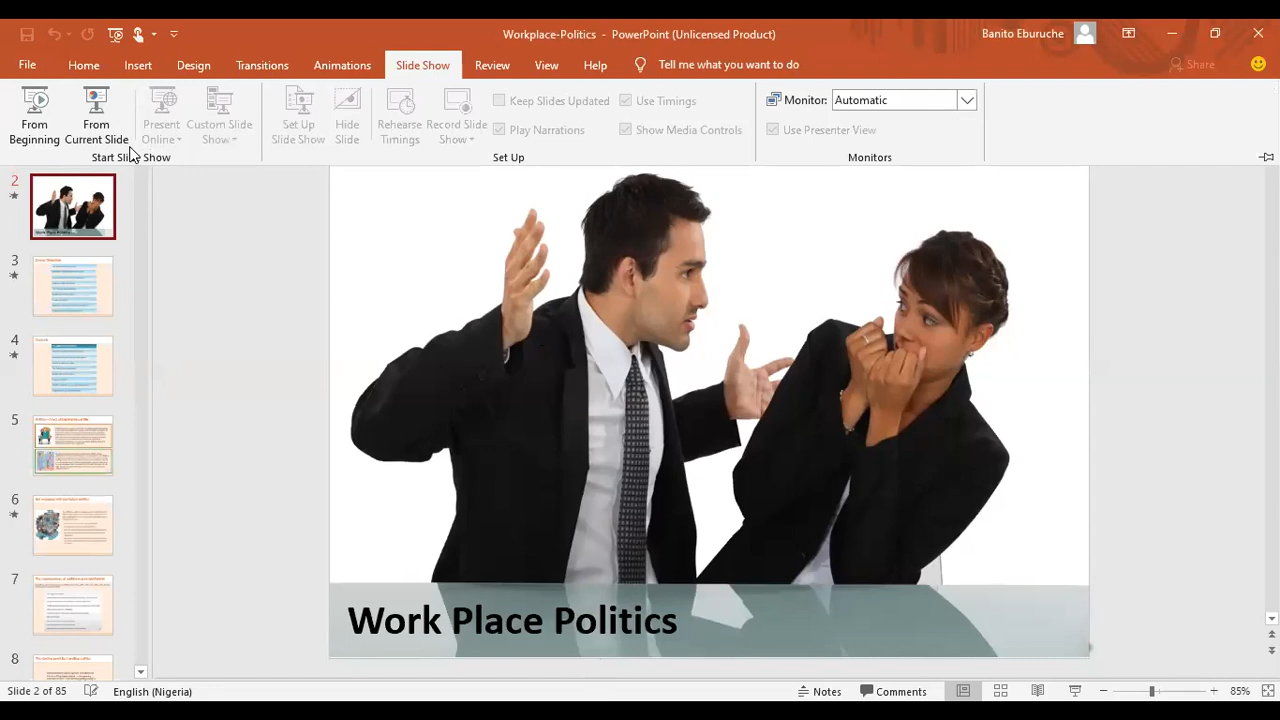 Workplace-Politics - PowerPoint (Unlicensed Product)
Banito Eburuche
File Home Insert Design Transitions Animations Slide Show Review View Help Tell me what you want to do Share
From Beginning
From Current Slide
Present Online
Custom Slide Show
Set Up Slide Show
Hide Slide
Rehearse Timings
Record Slide Show
Keep Slides Updated
Play Narrations
Use Timings
Show Media Controls
Monitor: Automatic
Use Presenter View
Start Slide Show
Set Up
Monitors
2
3
4
5
6
7
8
Work Place Politics
Slide 2 of 85 English (Nigeria) Notes Comments 85%